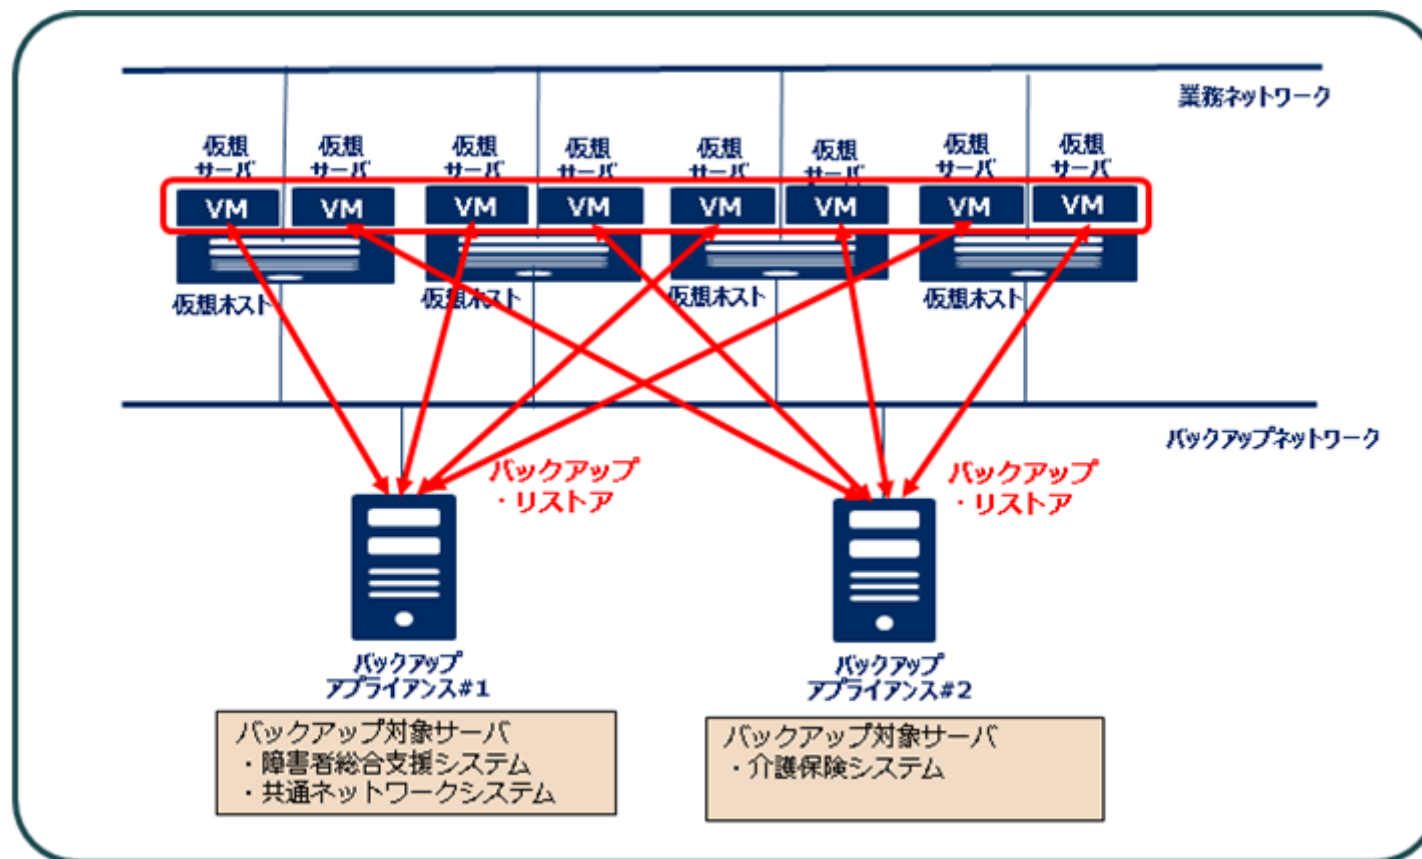 業務ネットワーク
仮想
サーバ
仮想
サーバ
仮想
サーバ
仮想
サーバ
仮想
サーバ
仮想
サーバ
仮想
サーバ
仮想
サーバ
VM
VM
VM
VM
VM
VM
VM
VM
仮想ホスト
仮想ホスト
仮想ホスト
仮想ホスト
バックアップネットワーク
バックアップ
・リストア
バックアップ
・リストア
バックアップ
アプライアンス#1
バックアップ
アプライアンス#2
バックアップ対象サーバ
・障害者総合支援システム
・共通ネットワークシステム
バックアップ対象サーバ
・介護保険システム